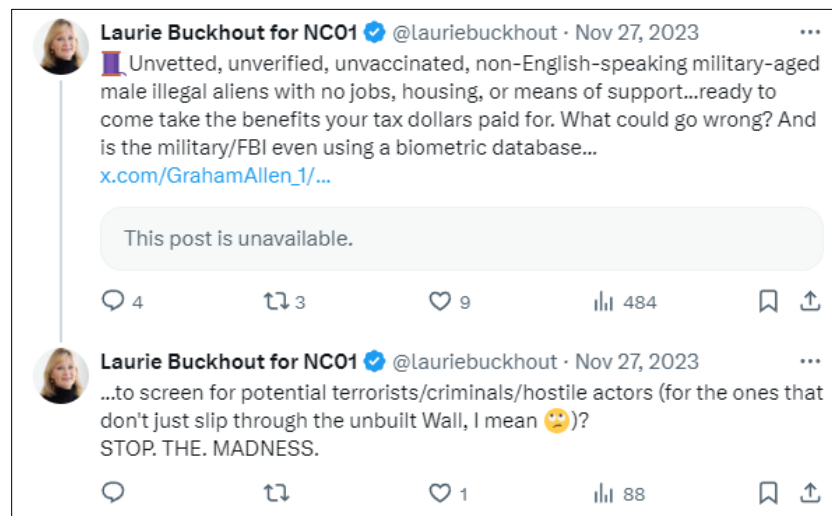 Laurie Buckhout for NC01 @lauriebuckhout · Nov 27, 2023
🧵Unvetted, unverified, unvaccinated, non-English-speaking military-aged
male illegal aliens with no jobs, housing, or means of support...ready to
come take the benefits your tax dollars paid for. What could go wrong? And
is the military/FBI even using a biometric database...
x.com/GrahamAllen_1/...
This post is unavailable.
4 3 9 484
Laurie Buckhout for NC01 @lauriebuckhout · Nov 27, 2023
...to screen for potential terrorists/criminals/hostile actors (for the ones that
don't just slip through the unbuilt Wall, I mean 🙄)?
STOP. THE. MADNESS.
1 88